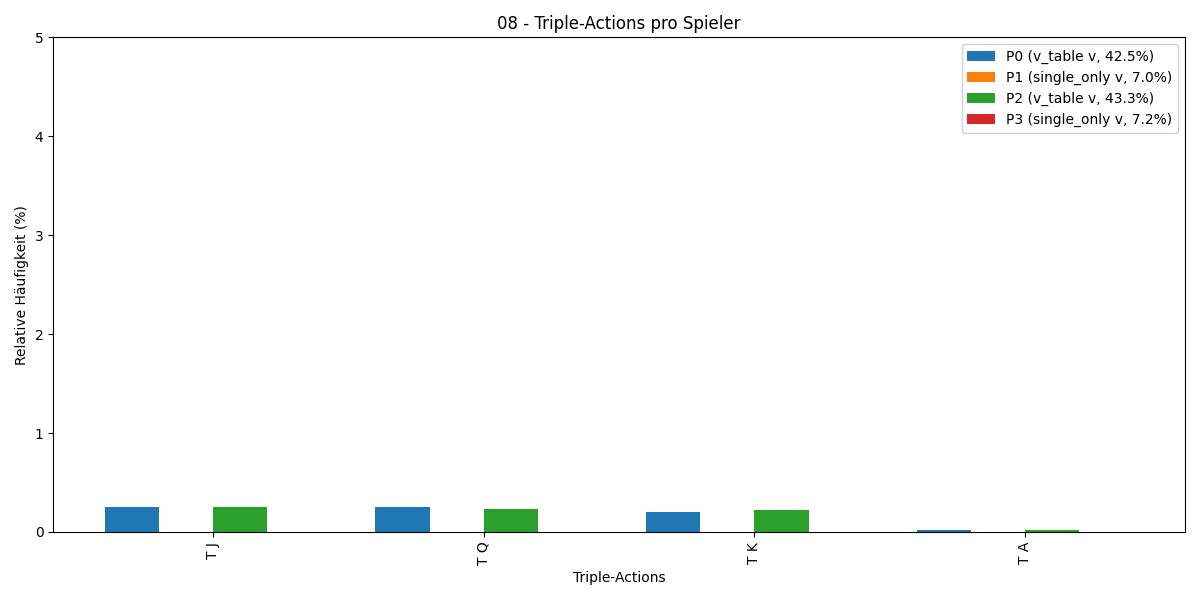 08 - Triple-Actions pro Spieler
P0 (v_table v, 42.5%)
P1 (single_only v, 7.0%)
P2 (v_table v, 43.3%)
P3 (single_only v, 7.2%)
Relative Häufigkeit (%)
5
4
3
2
1
0
T J
T Q
T K
T A
Triple-Actions